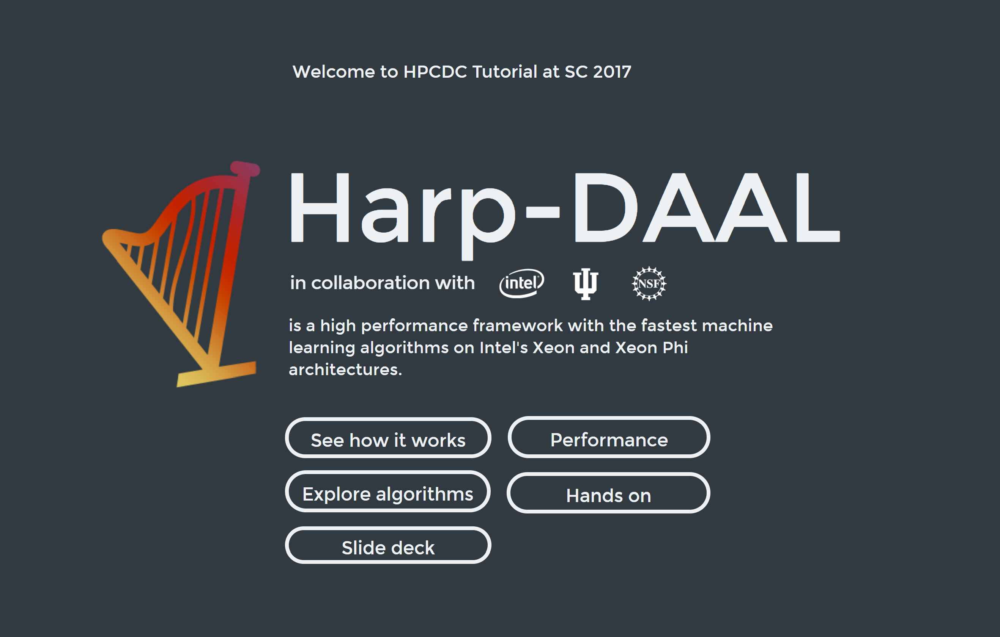 Welcome to HPCDC Tutorial at SC 2017
Harp-DAAL
in collaboration with intel NSF
is a high performance framework with the fastest machine
learning algorithms on Intel's Xeon and Xeon Phi
architectures.
See how it works
Performance
Explore algorithms
Hands on
Slide deck